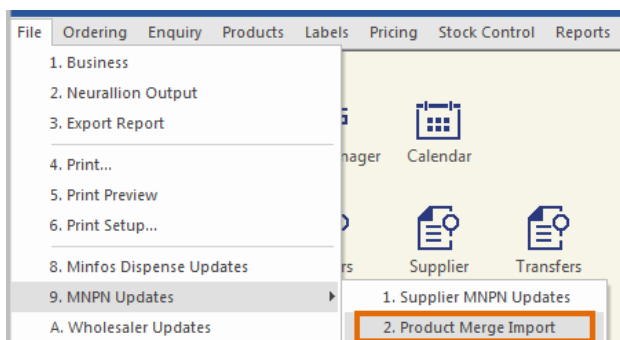 File Ordering Enquiry Products Labels Pricing Stock Control Reports
1. Business
2. Neurallion Output
3. Export Report
4. Print...
nager Calendar
5. Print Preview
6. Print Setup...
8. Minfos Dispense Updates
rs Supplier Transfers
9. MNPN Updates
1. Supplier MNPN Updates
A. Wholesaler Updates
2. Product Merge Import